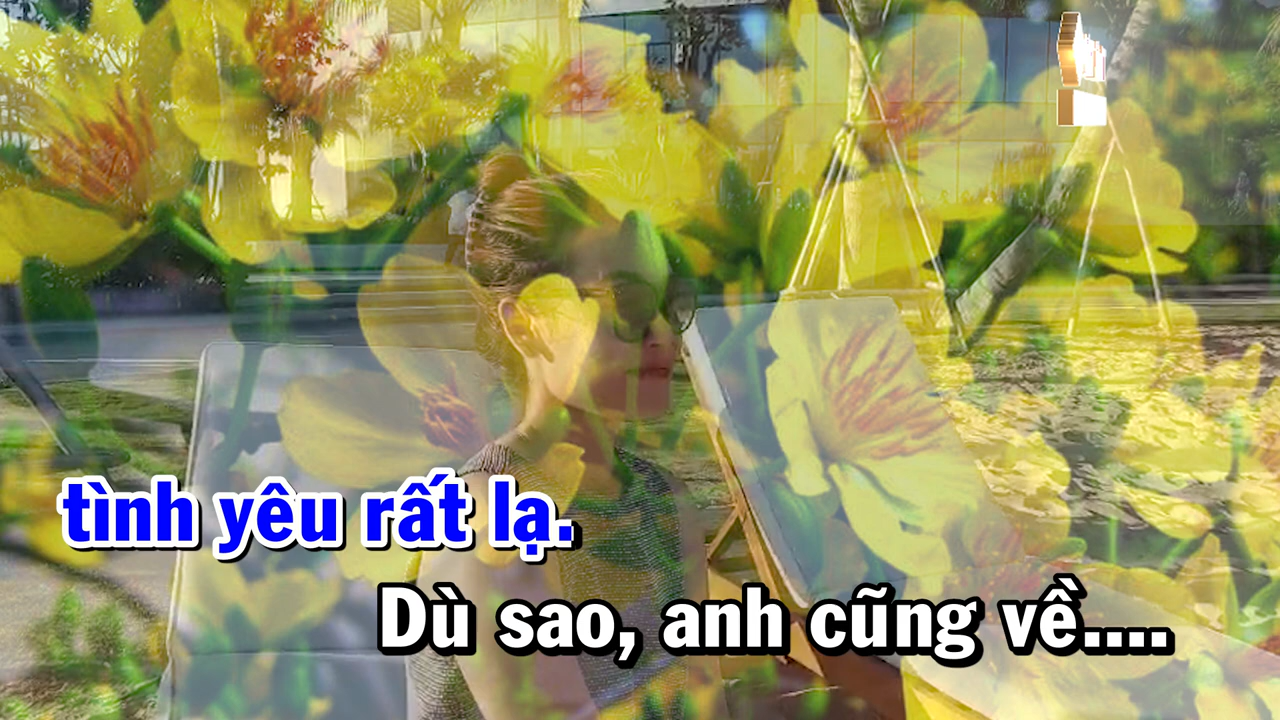 tình yêu rất lạ.
Dù sao, anh cũng về....